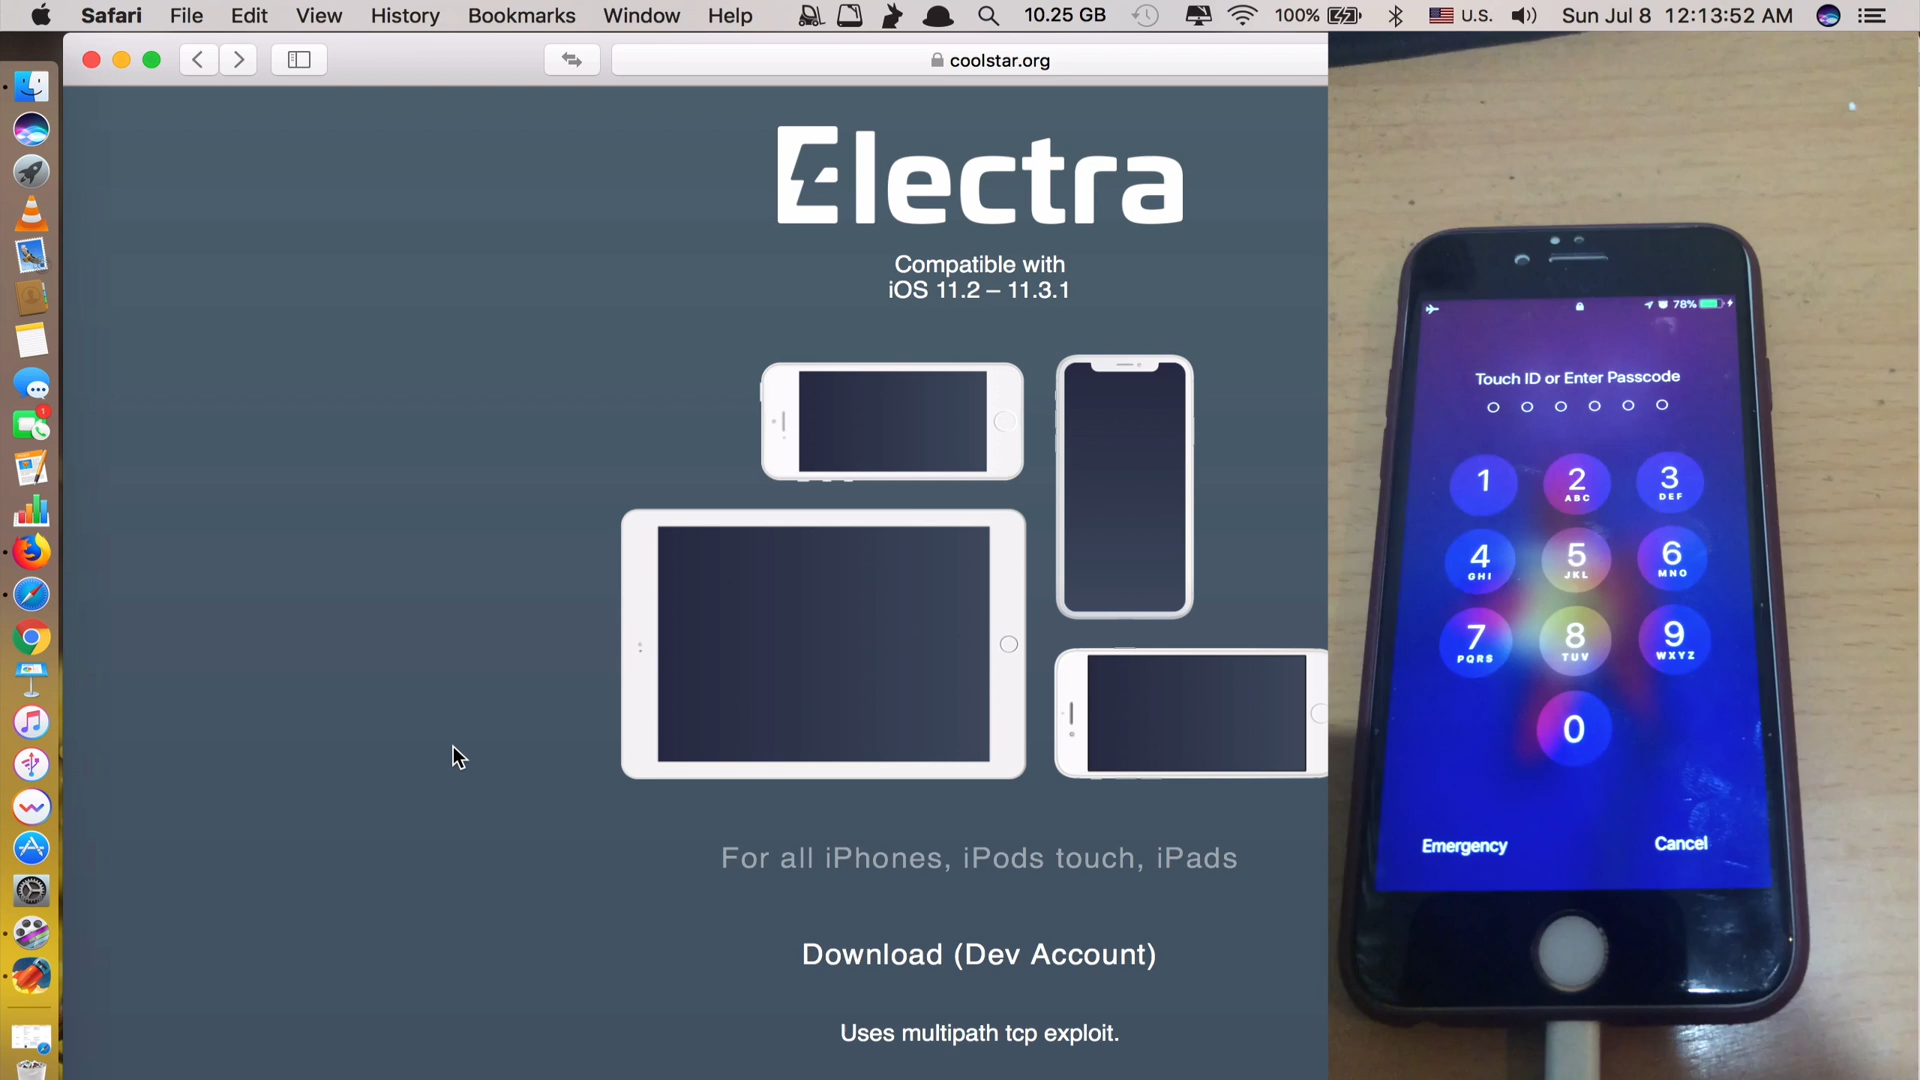 Safari File Edit View History Bookmarks Window Help 10.25 GB 100% U.S. Sun Jul 8 12:13:52 AM
coolstar.org
Electra
Compatible with
iOS 11.2 – 11.3.1
For all iPhones, iPods touch, iPads
Download (Dev Account)
Uses multipath tcp exploit.
1
78%
Touch ID or Enter Passcode
1 2 3
ABC DEF
4 5 6
GHI JKL MNO
7 8 9
PQRS TUV WXYZ
0
Emergency Cancel